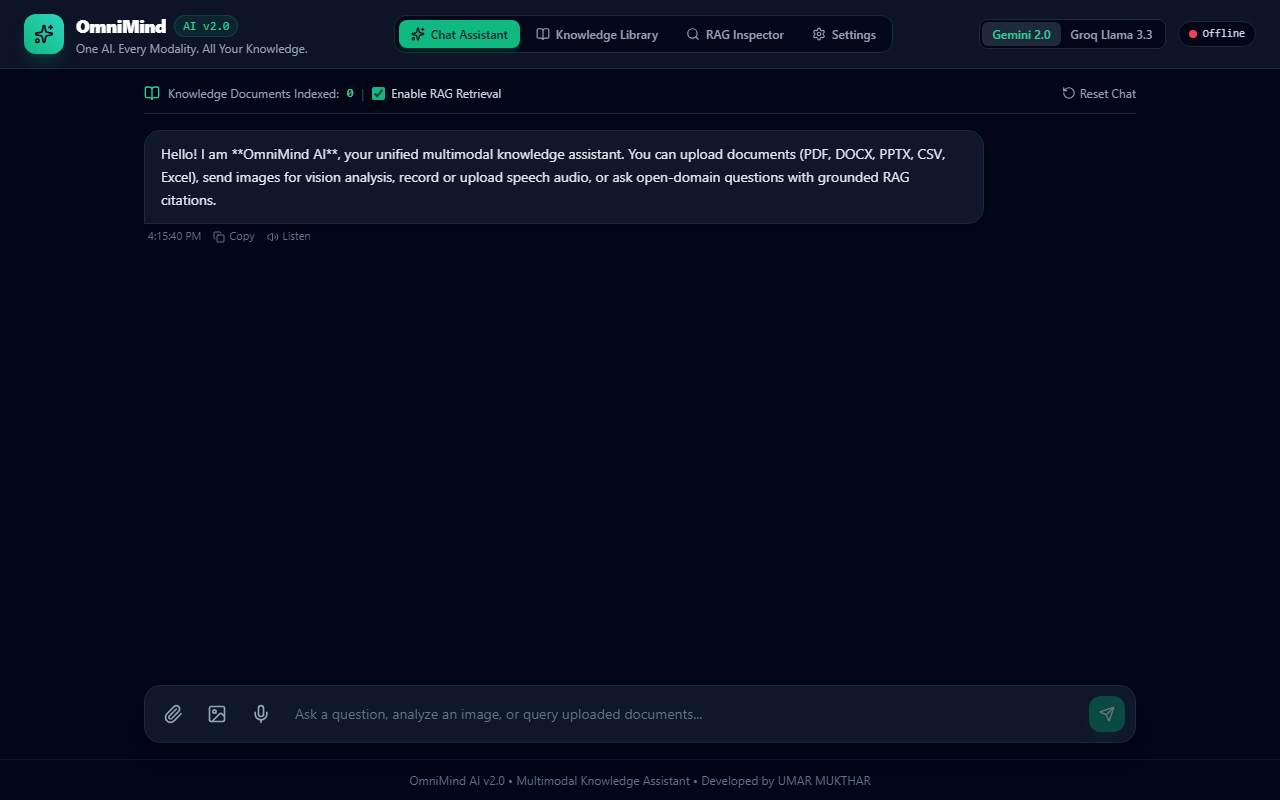 OmniMind AI v2.0
One AI. Every Modality. All Your Knowledge.
Chat Assistant
Knowledge Library
RAG Inspector
Settings
Gemini 2.0
Groq Llama 3.3
Offline
Knowledge Documents Indexed: 0 | Enable RAG Retrieval
Reset Chat
Hello! I am **OmniMind AI**, your unified multimodal knowledge assistant. You can upload documents (PDF, DOCX, PPTX, CSV,
Excel), send images for vision analysis, record or upload speech audio, or ask open-domain questions with grounded RAG
citations.
4:15:40 PM Copy Listen
Ask a question, analyze an image, or query uploaded documents...
OmniMind AI v2.0 • Multimodal Knowledge Assistant • Developed by UMAR MUKTHAR